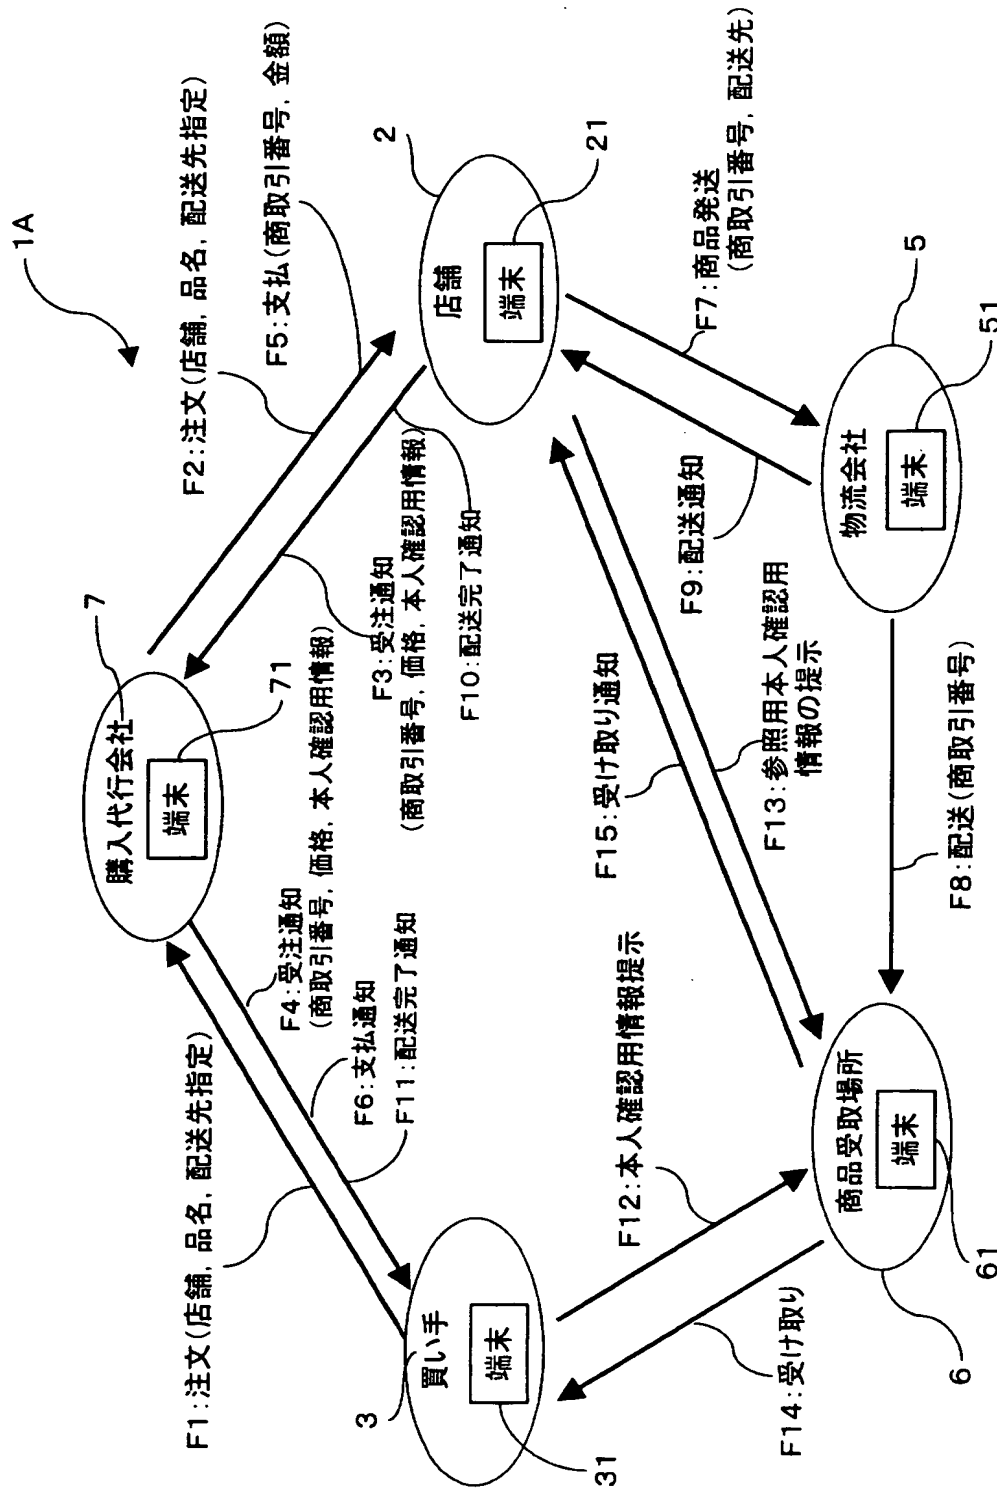 1A
F2:注文(店舗,品名,配送先指定)
F5:支払(商取引番号,金額)
7
購入代行会社
端末
71
F1:注文(店舗,品名,配送先指定)
F4:受注通知
(商取引番号,価格,本人確認用情報)
F6:支払通知
F11:配送完了通知
F3:受注通知
(商取引番号,価格,本人確認用情報)
F10:配送完了通知
2
店舗
端末
21
3
買い手
端末
31
F12:本人確認用情報提示
F15:受け取り通知
F13:参照用本人確認用
情報の提示
F9:配送通知
F7:商品発送
(商取引番号,配送先)
F14:受け取り
商品受取場所
端末
6
61
F8:配送(商取引番号)
物流会社
端末
5
51